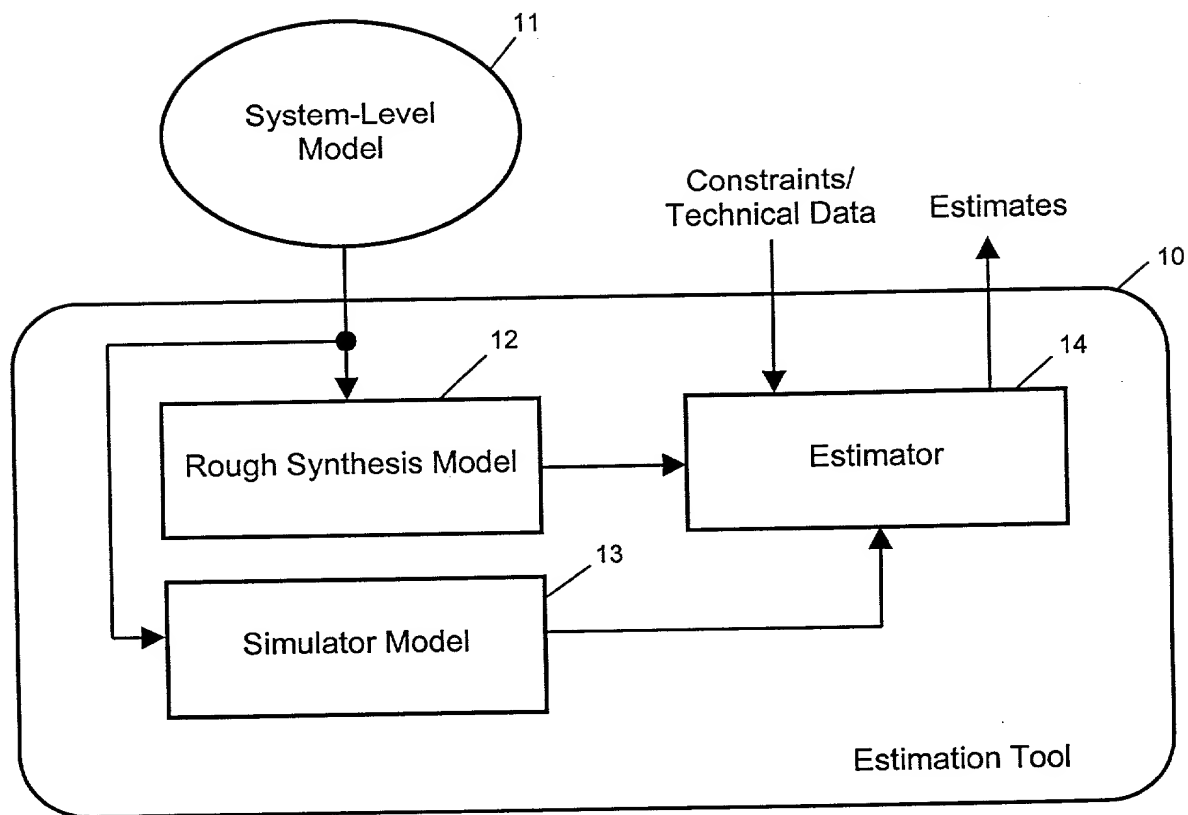 11
System-Level
Model
Constraints/
Technical Data
Estimates
10
12
14
Rough Synthesis Model
Estimator
13
Simulator Model
Estimation Tool